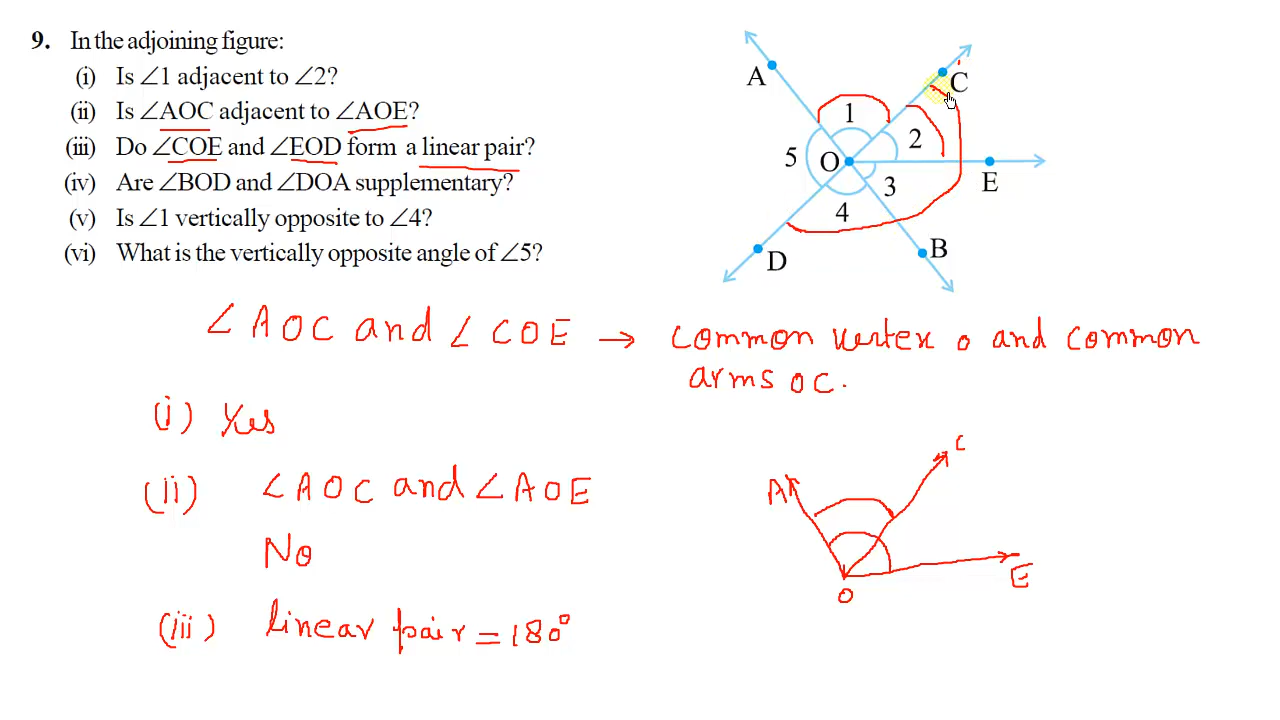 9. In the adjoining figure:
(i) Is ∠1 adjacent to ∠2?
(ii) Is ∠AOC adjacent to ∠AOE?
(iii) Do ∠COE and ∠EOD form a linear pair?
(iv) Are ∠BOD and ∠DOA supplementary?
(v) Is ∠1 vertically opposite to ∠4?
(vi) What is the vertically opposite angle of ∠5?
A
C
1
2
5
O
3
E
4
D
B
∠AOC and ∠COE → common vertex o and common
arms OC.
(i) Yes
(ii) ∠AOC and ∠AOE
No
(iii) linear pair = 180°
A
C
O
E